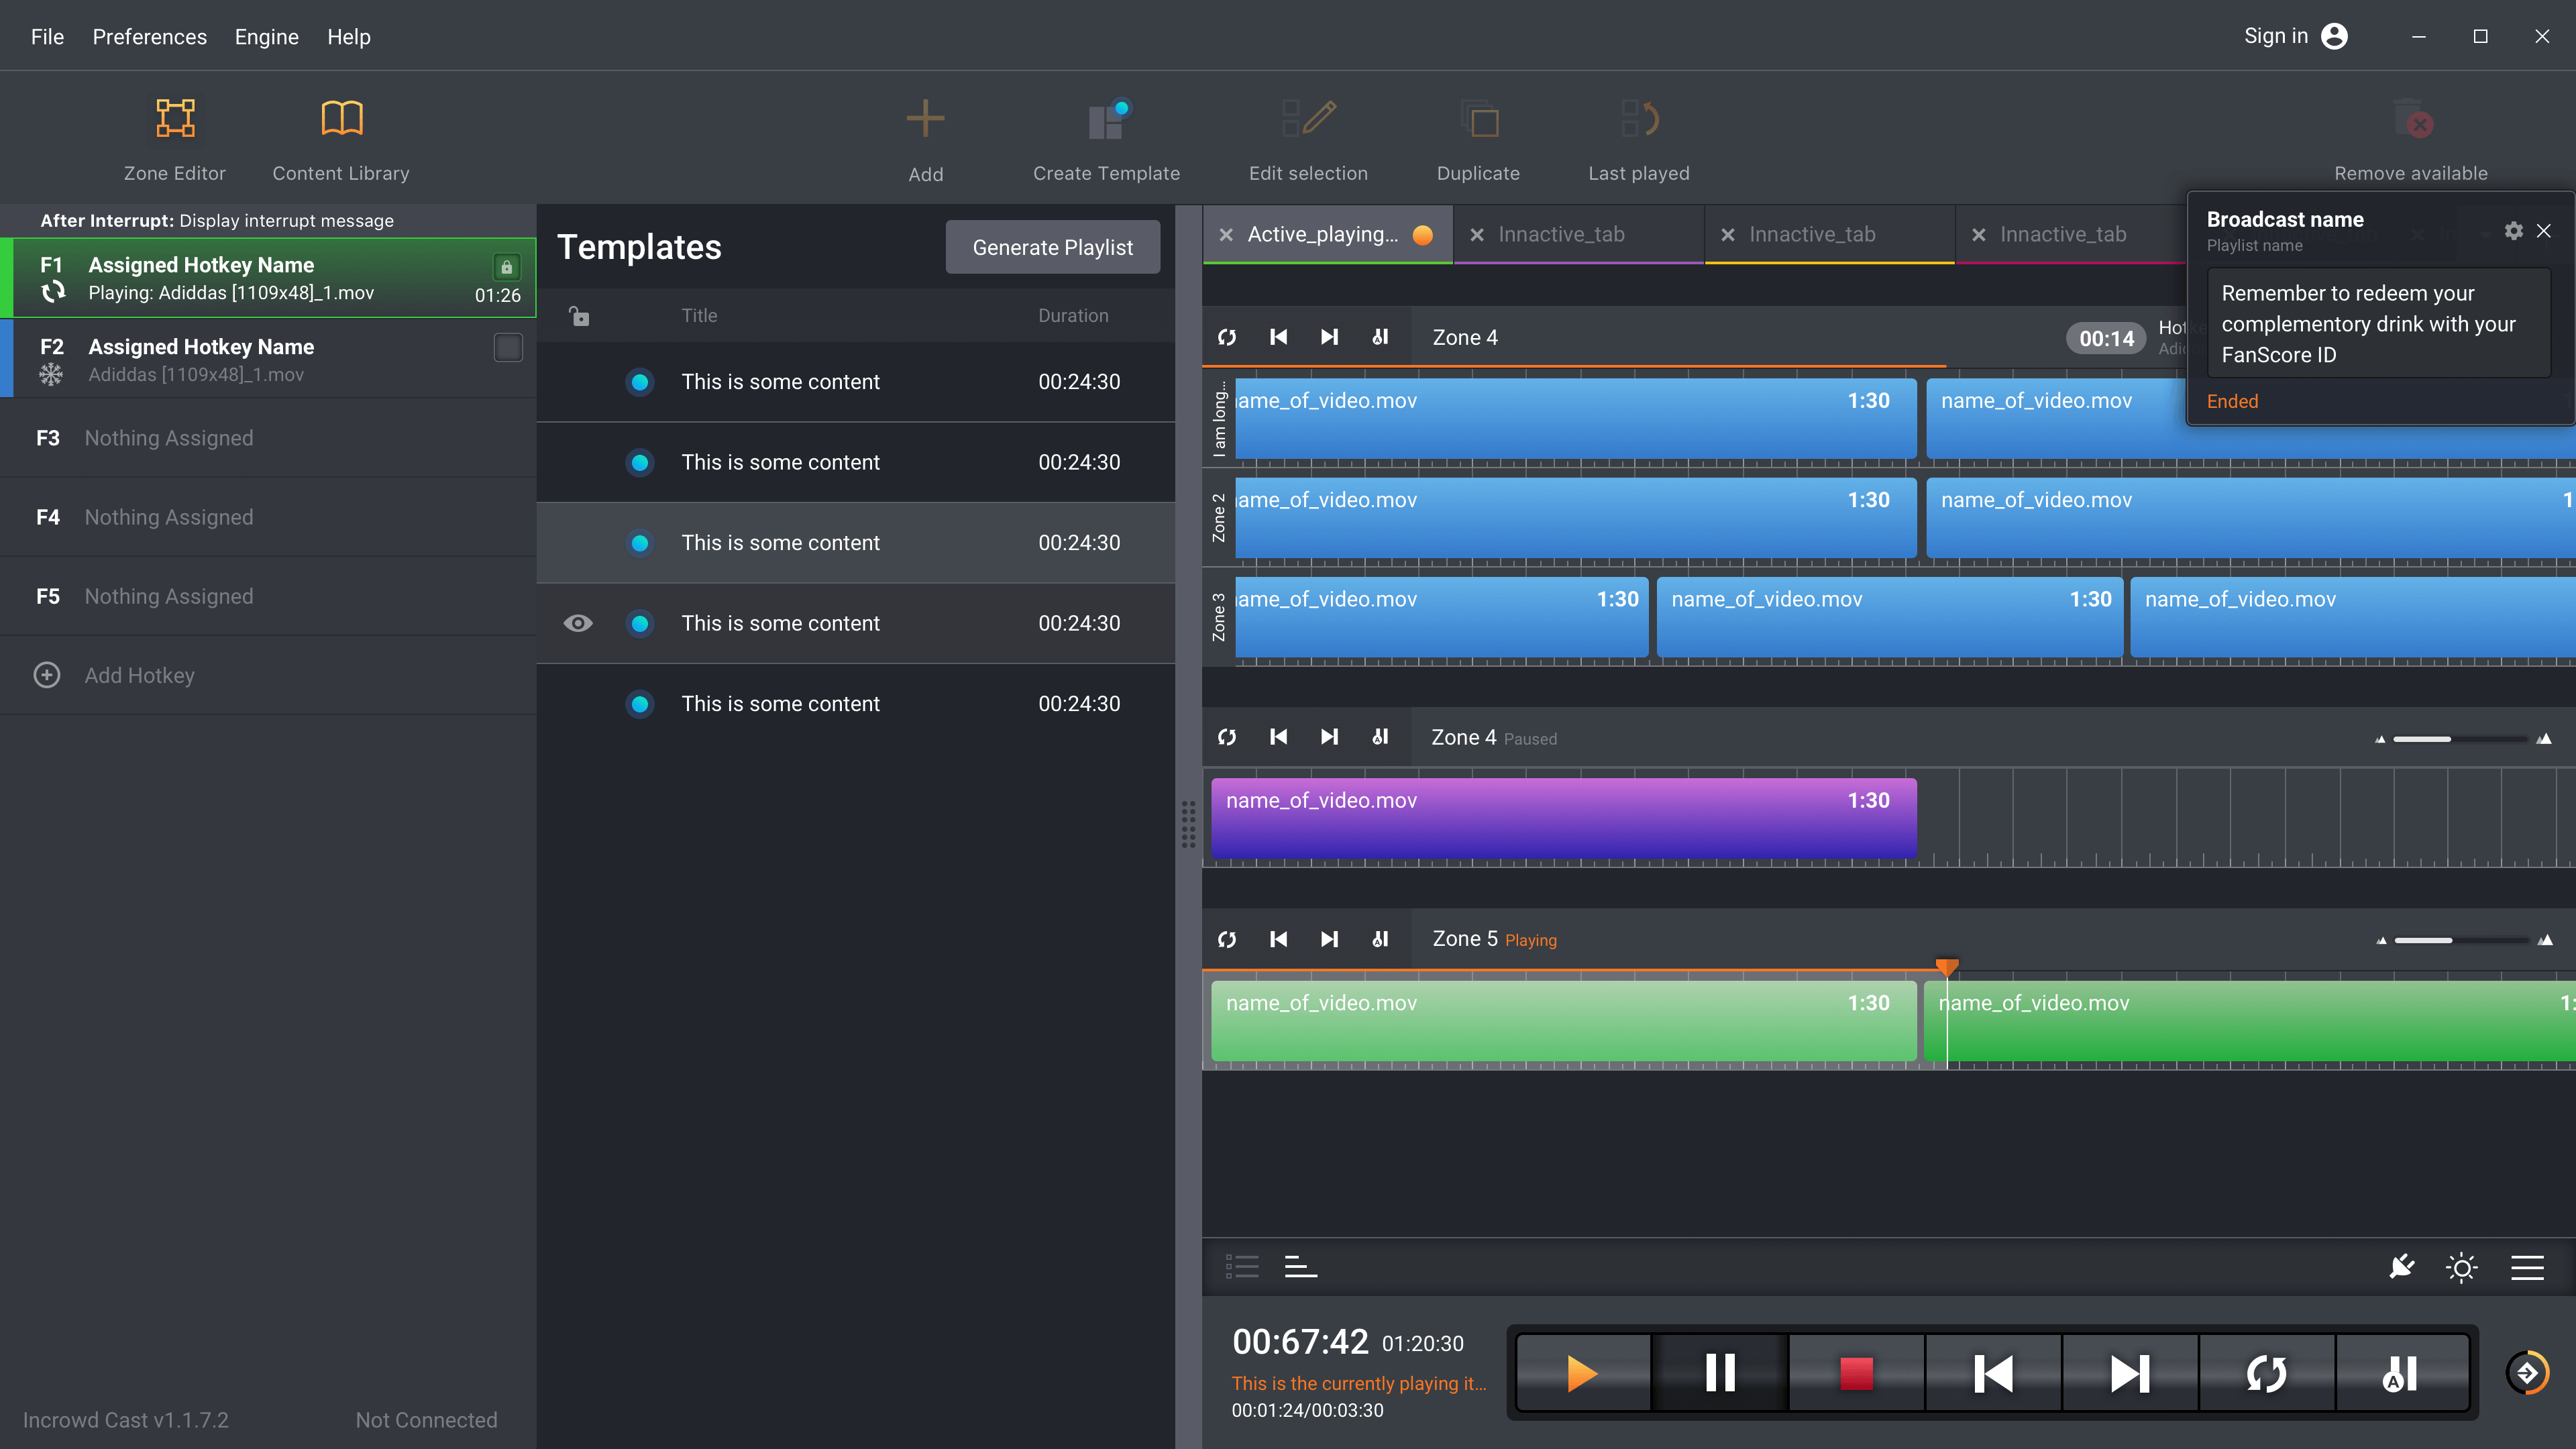 File Preferences Engine Help Sign in
Zone Editor Content Library Add Create Template Edit selection Duplicate Last played Remove available
After Interrupt: Display interrupt message
F1 Assigned Hotkey Name
Playing: Adiddas [1109x48]_1.mov 01:26
F2 Assigned Hotkey Name
Adiddas [1109x48]_1.mov
F3 Nothing Assigned
F4 Nothing Assigned
F5 Nothing Assigned
Add Hotkey
Incrowd Cast v1.1.7.2 Not Connected
Templates Generate Playlist
Title Duration
This is some content 00:24:30
This is some content 00:24:30
This is some content 00:24:30
This is some content 00:24:30
This is some content 00:24:30
Active_playing... Innactive_tab Innactive_tab Innactive_tab
Broadcast name
Playlist name
Remember to redeem your
complementory drink with your
FanScore ID
Ended
Zone 4 00:14
I am long...
name_of_video.mov 1:30 name_of_video.mov
Zone 2
name_of_video.mov 1:30 name_of_video.mov
Zone 3
name_of_video.mov 1:30 name_of_video.mov 1:30 name_of_video.mov
Zone 4 Paused
name_of_video.mov 1:30
Zone 5 Playing
name_of_video.mov 1:30 name_of_video.mov
00:67:42 01:20:30
This is the currently playing it...
00:01:24/00:03:30
A